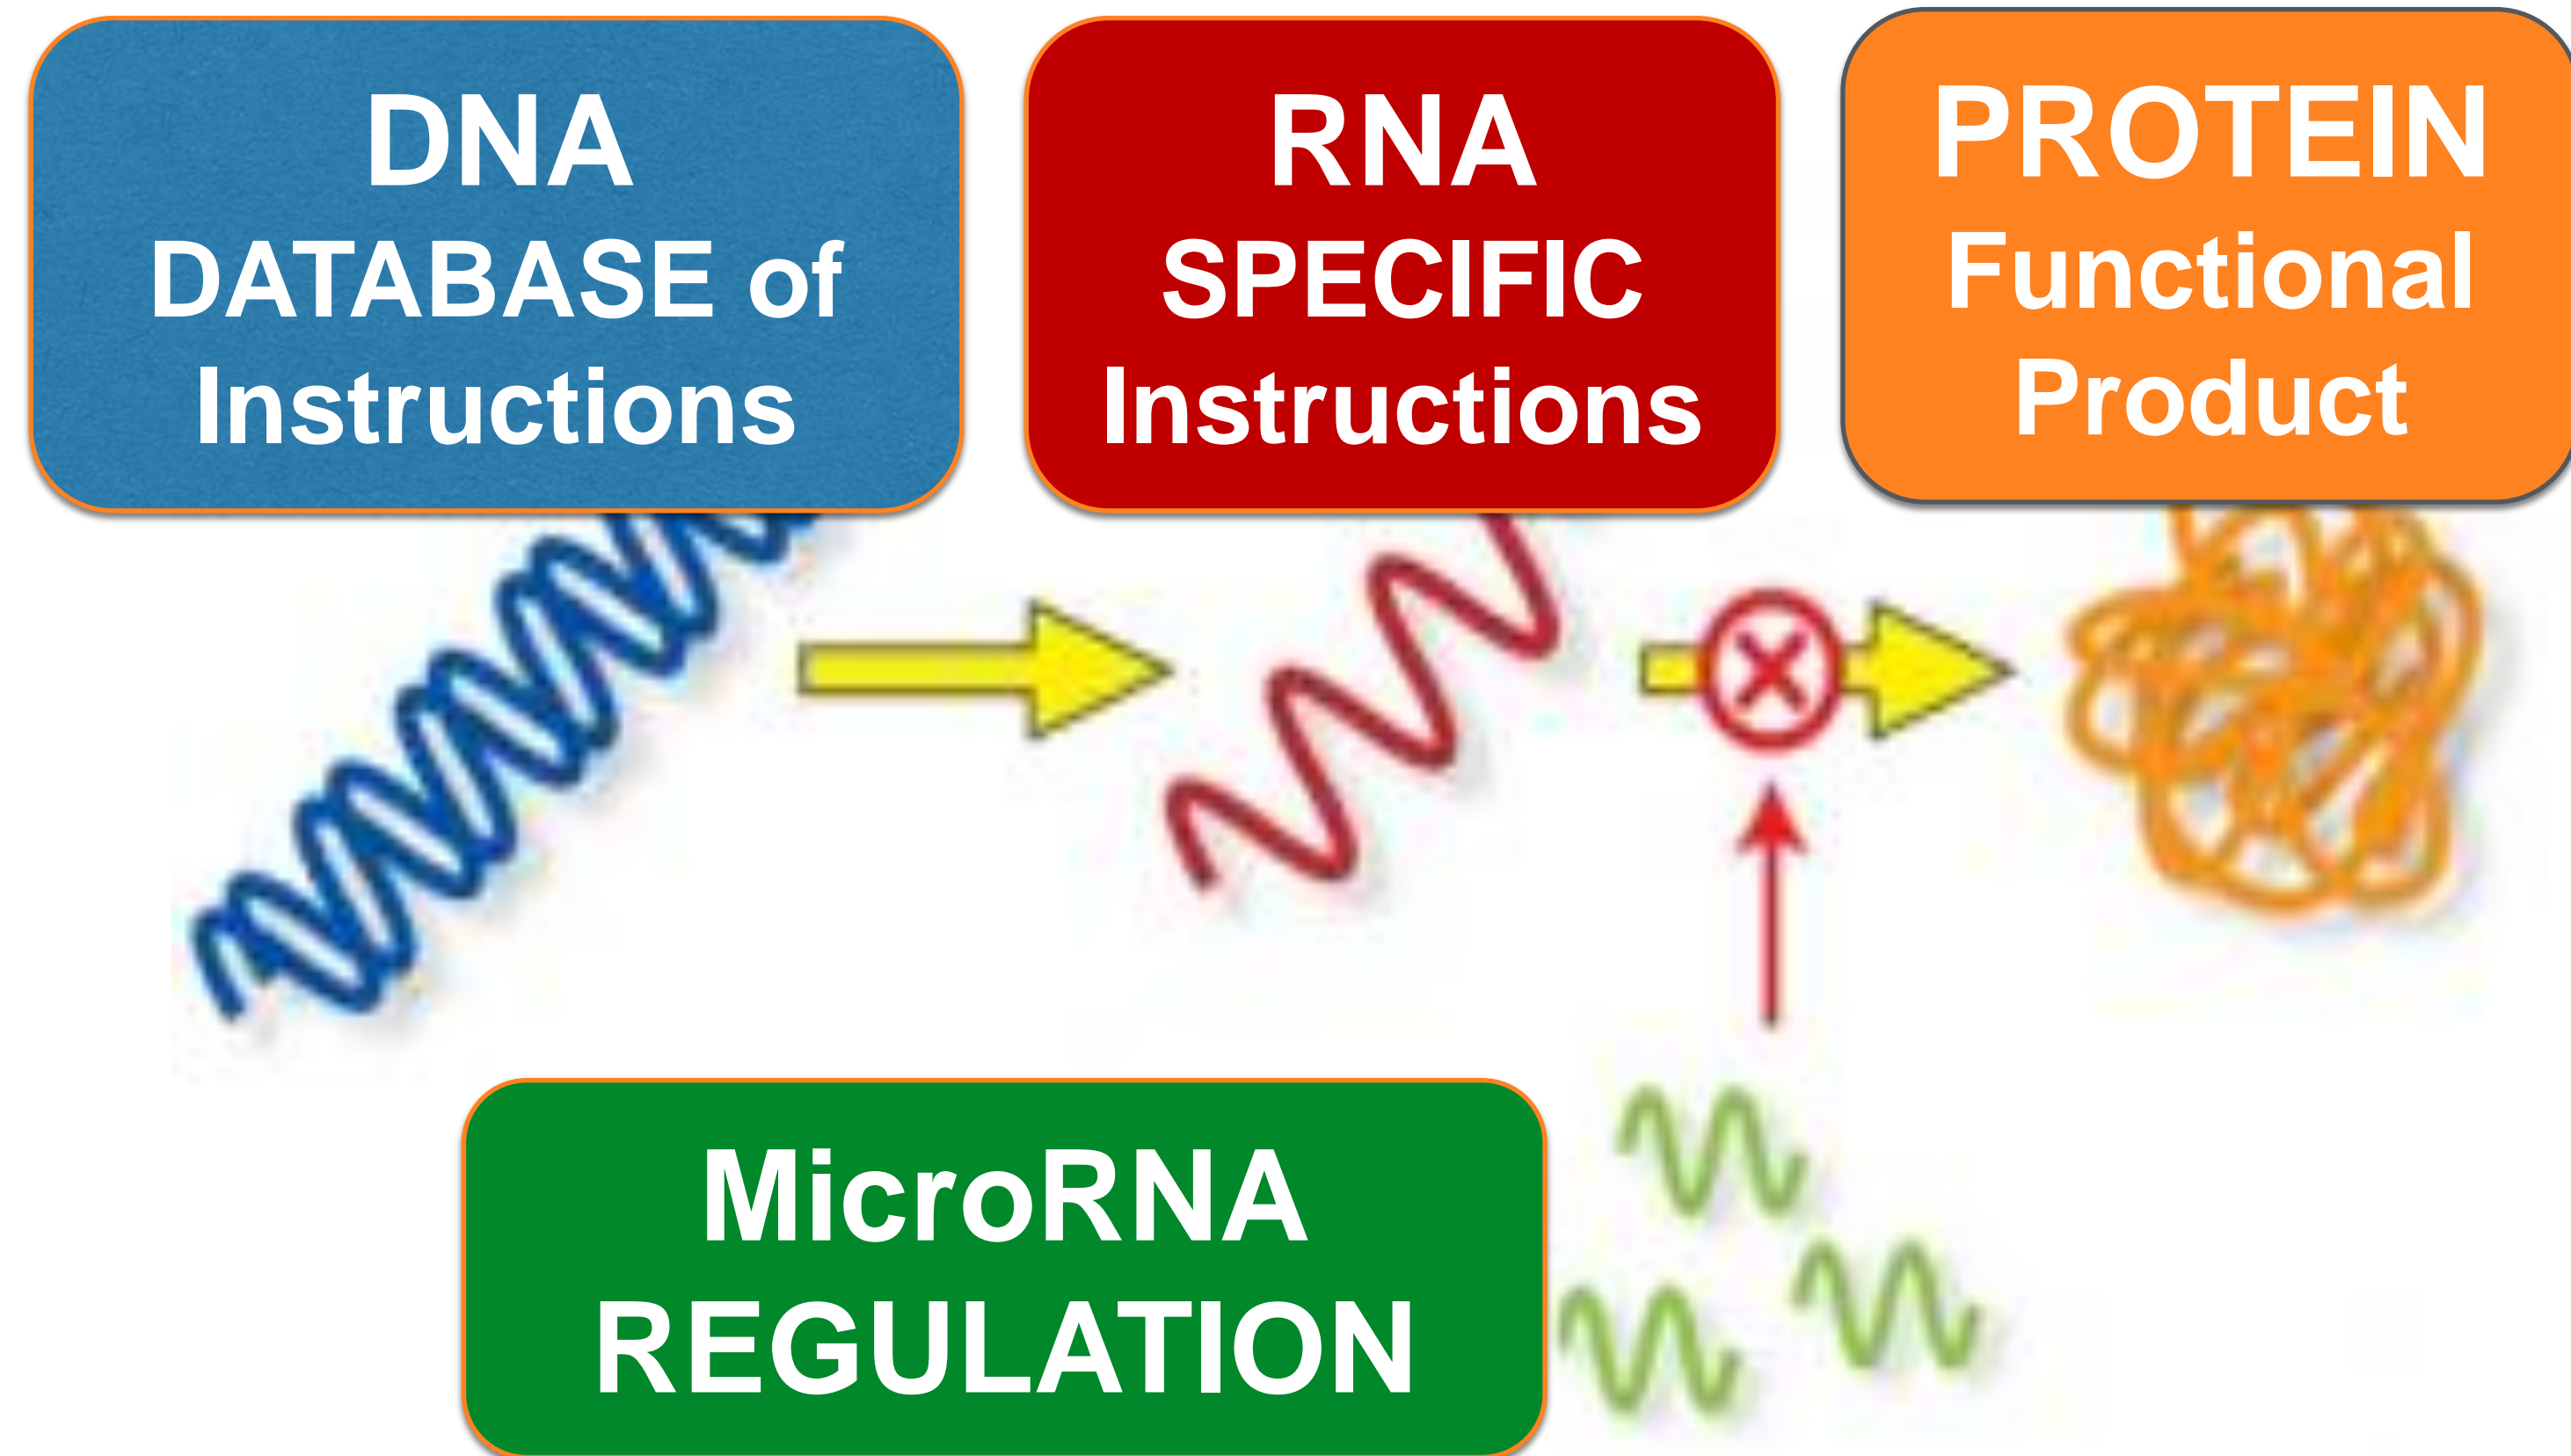 DNA
DATABASE of
Instructions
RNA
SPECIFIC
Instructions
PROTEIN
Functional
Product
MicroRNA
REGULATION